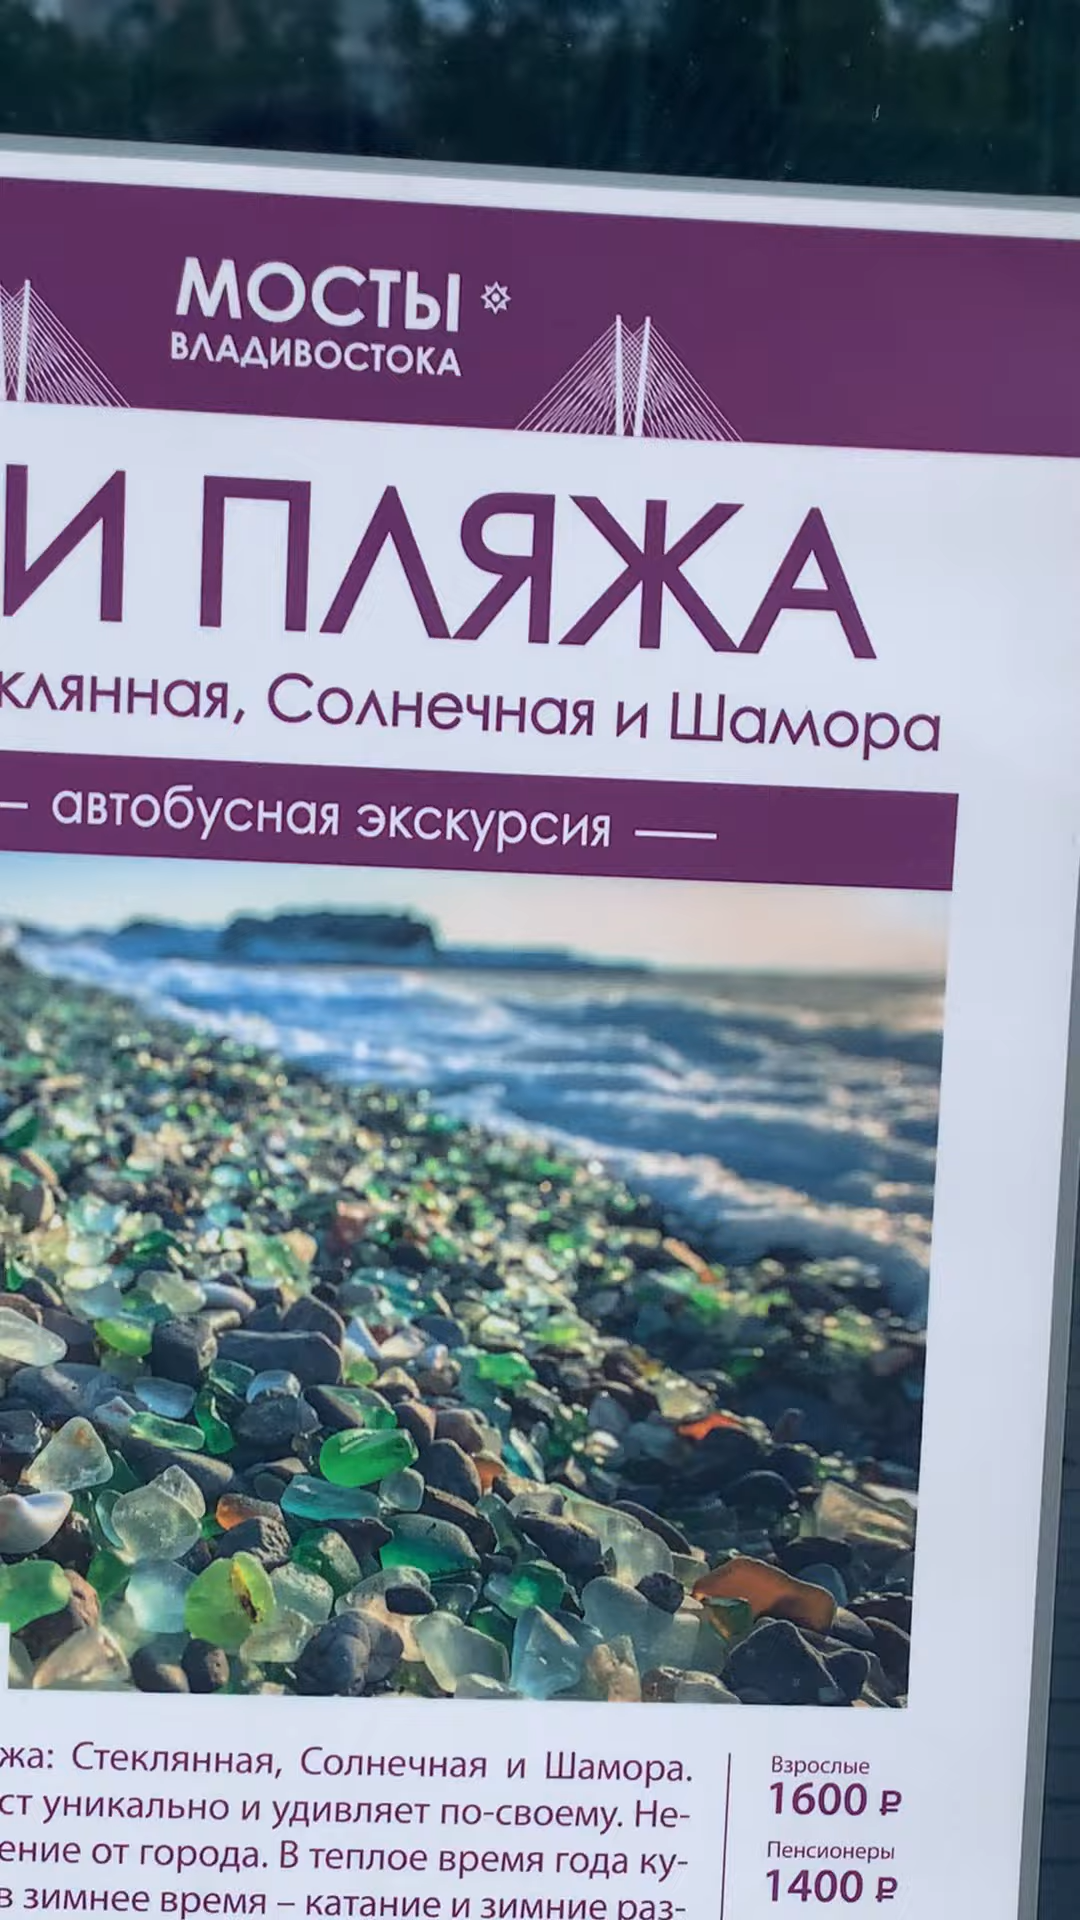 МОСТЫ
ВЛАДИВОСТОКА
И ПЛЯЖА
клянная, Солнечная и Шамора
— автобусная экскурсия —
жа: Стеклянная, Солнечная и Шамора.
ст уникально и удивляет по-своему. Не-
ение от города. В теплое время года ку-
в зимнее время – катание и зимние раз-
Взрослые
1600 ₽
Пенсионеры
1400 ₽